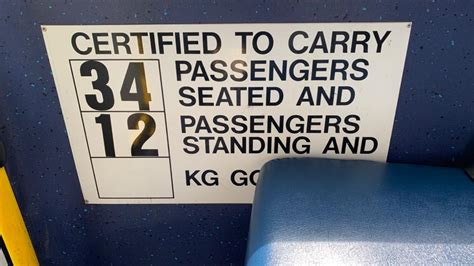 CERTIFIED TO CARRY
34 PASSENGERS
SEATED AND
12 PASSENGERS
STANDING AND
KG